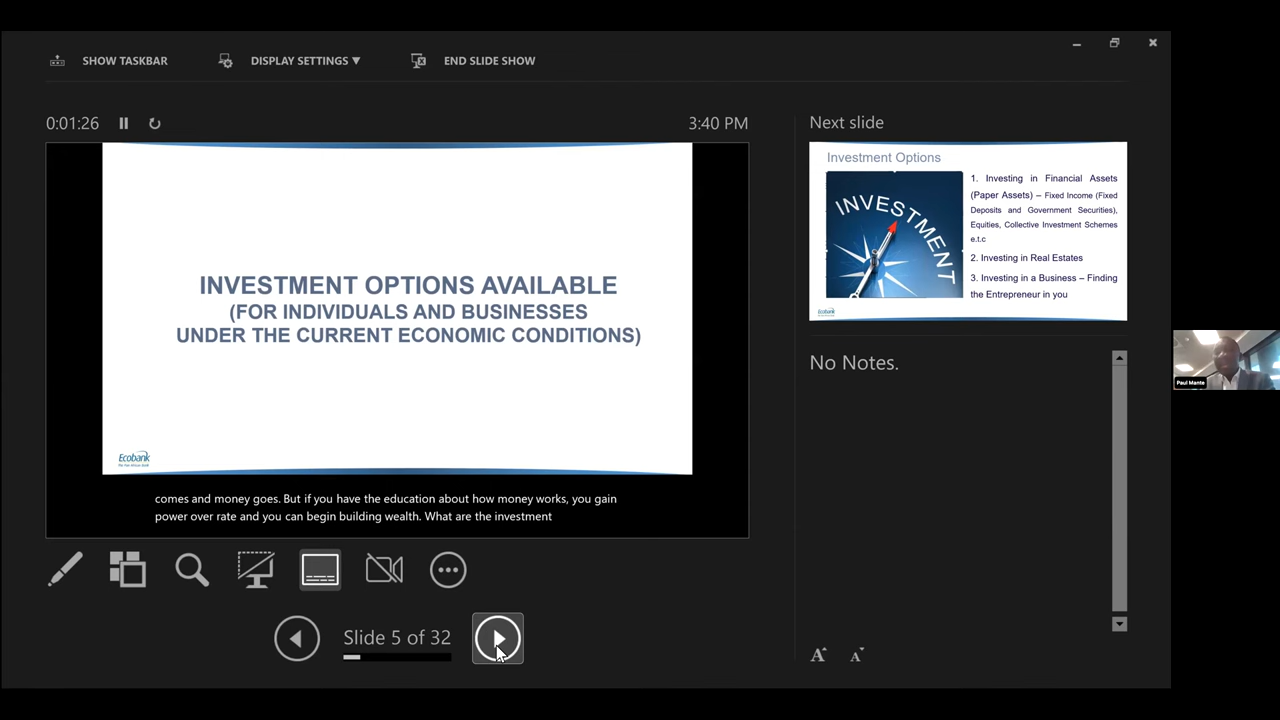 SHOW TASKBAR
DISPLAY SETTINGS ▼
END SLIDE SHOW
0:01:26
3:40 PM
INVESTMENT OPTIONS AVAILABLE
(FOR INDIVIDUALS AND BUSINESSES
UNDER THE CURRENT ECONOMIC CONDITIONS)
Ecobank
comes and money goes. But if you have the education about how money works, you gain
power over rate and you can begin building wealth. What are the investment
Slide 5 of 32
Next slide
Investment Options
INVESTMENT
1. Investing in Financial Assets
(Paper Assets) – Fixed Income (Fixed
Deposits and Government Securities),
Equities, Collective Investment Schemes
e.t.c
2. Investing in Real Estates
3. Investing in a Business – Finding
the Entrepreneur in you
Ecobank
No Notes.
A
A
Paul Mante